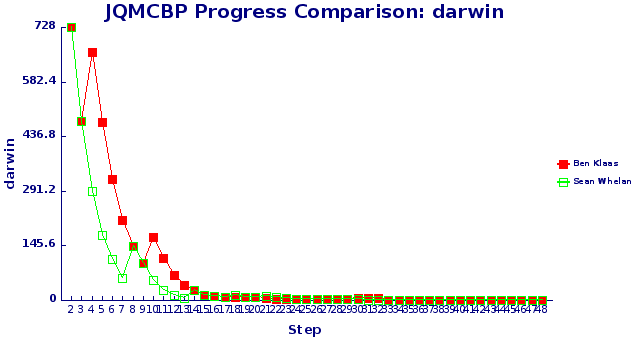 JQMCBP Progress Comparison: darwin
728
582.4
436.8
291.2
145.6
0
darwin
2 3 4 5 6 7 8 9 10 11 12 13 14 15 16 17 18 19 20 21 22 23 24 25 26 27 28 29 30 31 32 33 34 35 36 37 38 39 40 41 42 43 44 45 46 47 48
Step
Ben Klaas
Sean Whelan